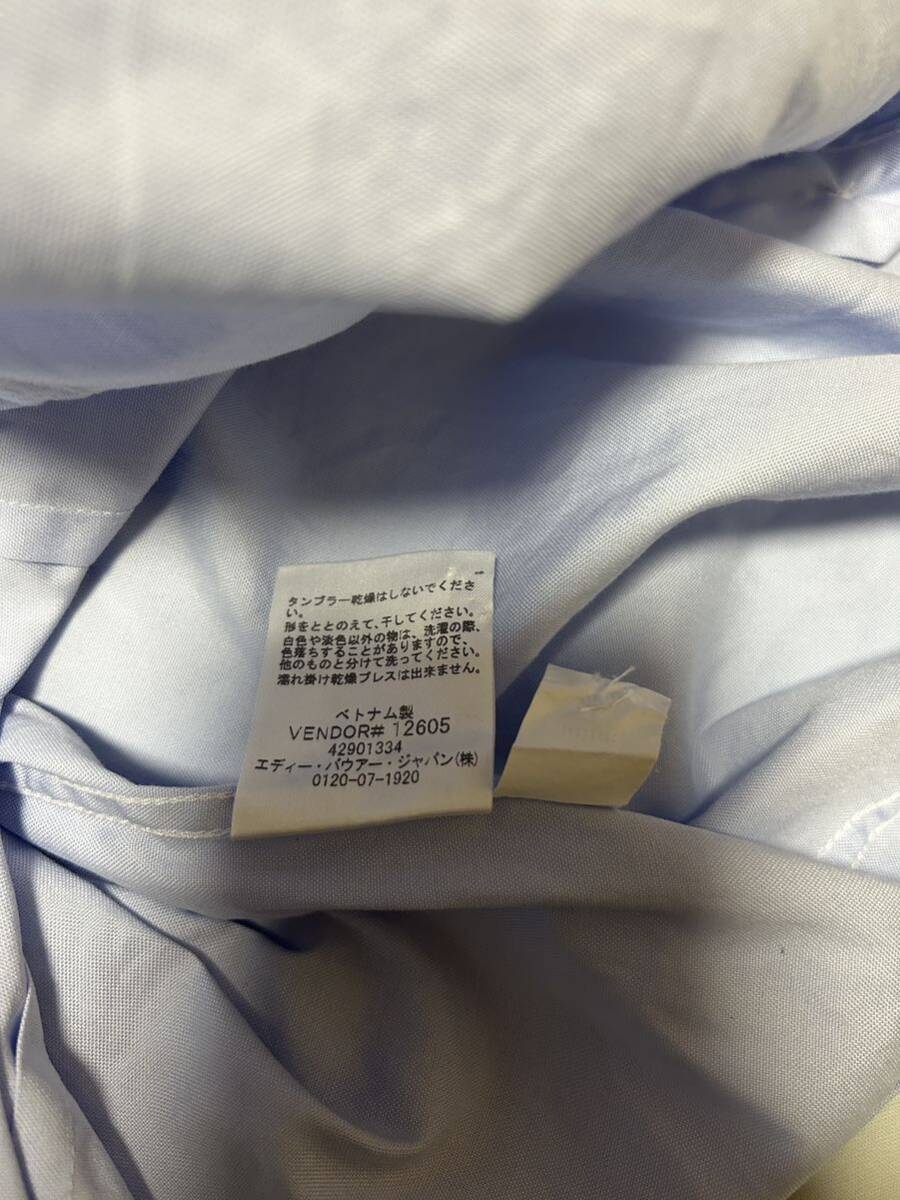 タンブラー乾燥はしないでくださ
い。
形をととのえて、干してください。
白色や淡色以外の物は、洗濯の際、
色落ちすることがありますので、
他のものと分けて洗ってください。
濡れ掛け乾燥プレスは出来ません。
ベトナム製
VENDOR# 12605
42901334
エディー・バウアー・ジャパン(株)
0120-07-1920